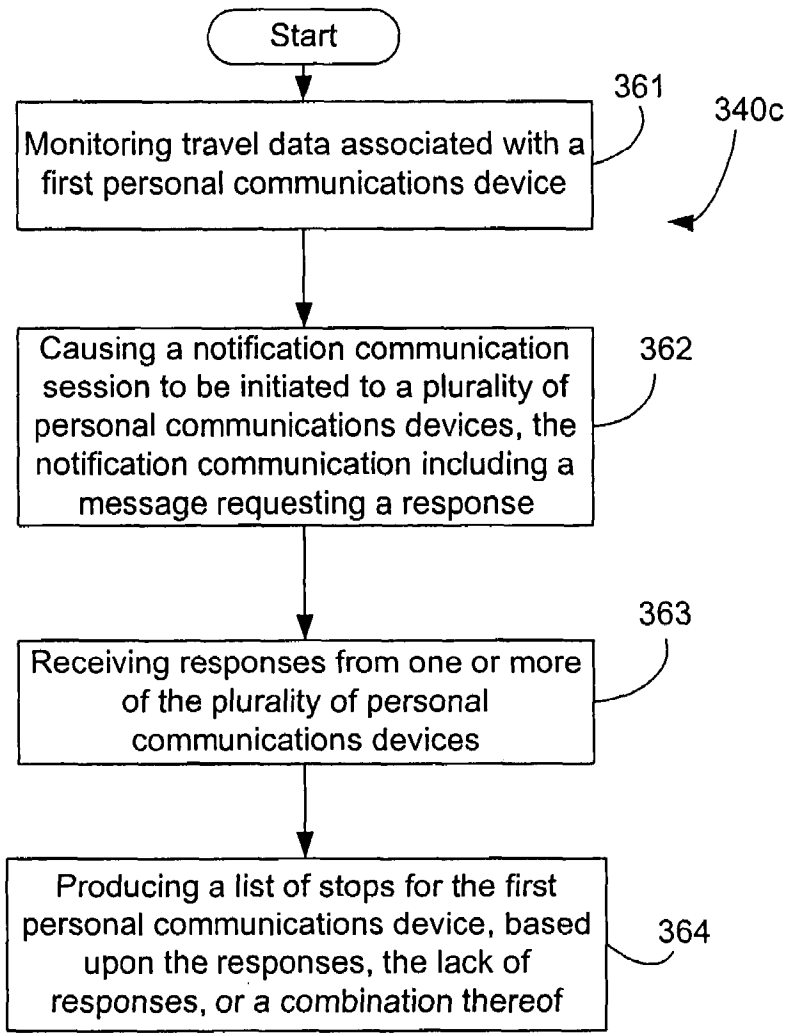 Start
361
340c
Monitoring travel data associated with a
first personal communications device
362
Causing a notification communication
session to be initiated to a plurality of
personal communications devices, the
notification communication including a
message requesting a response
363
Receiving responses from one or more
of the plurality of personal
communications devices
Producing a list of stops for the first
personal communications device, based
upon the responses, the lack of
responses, or a combination thereof
364